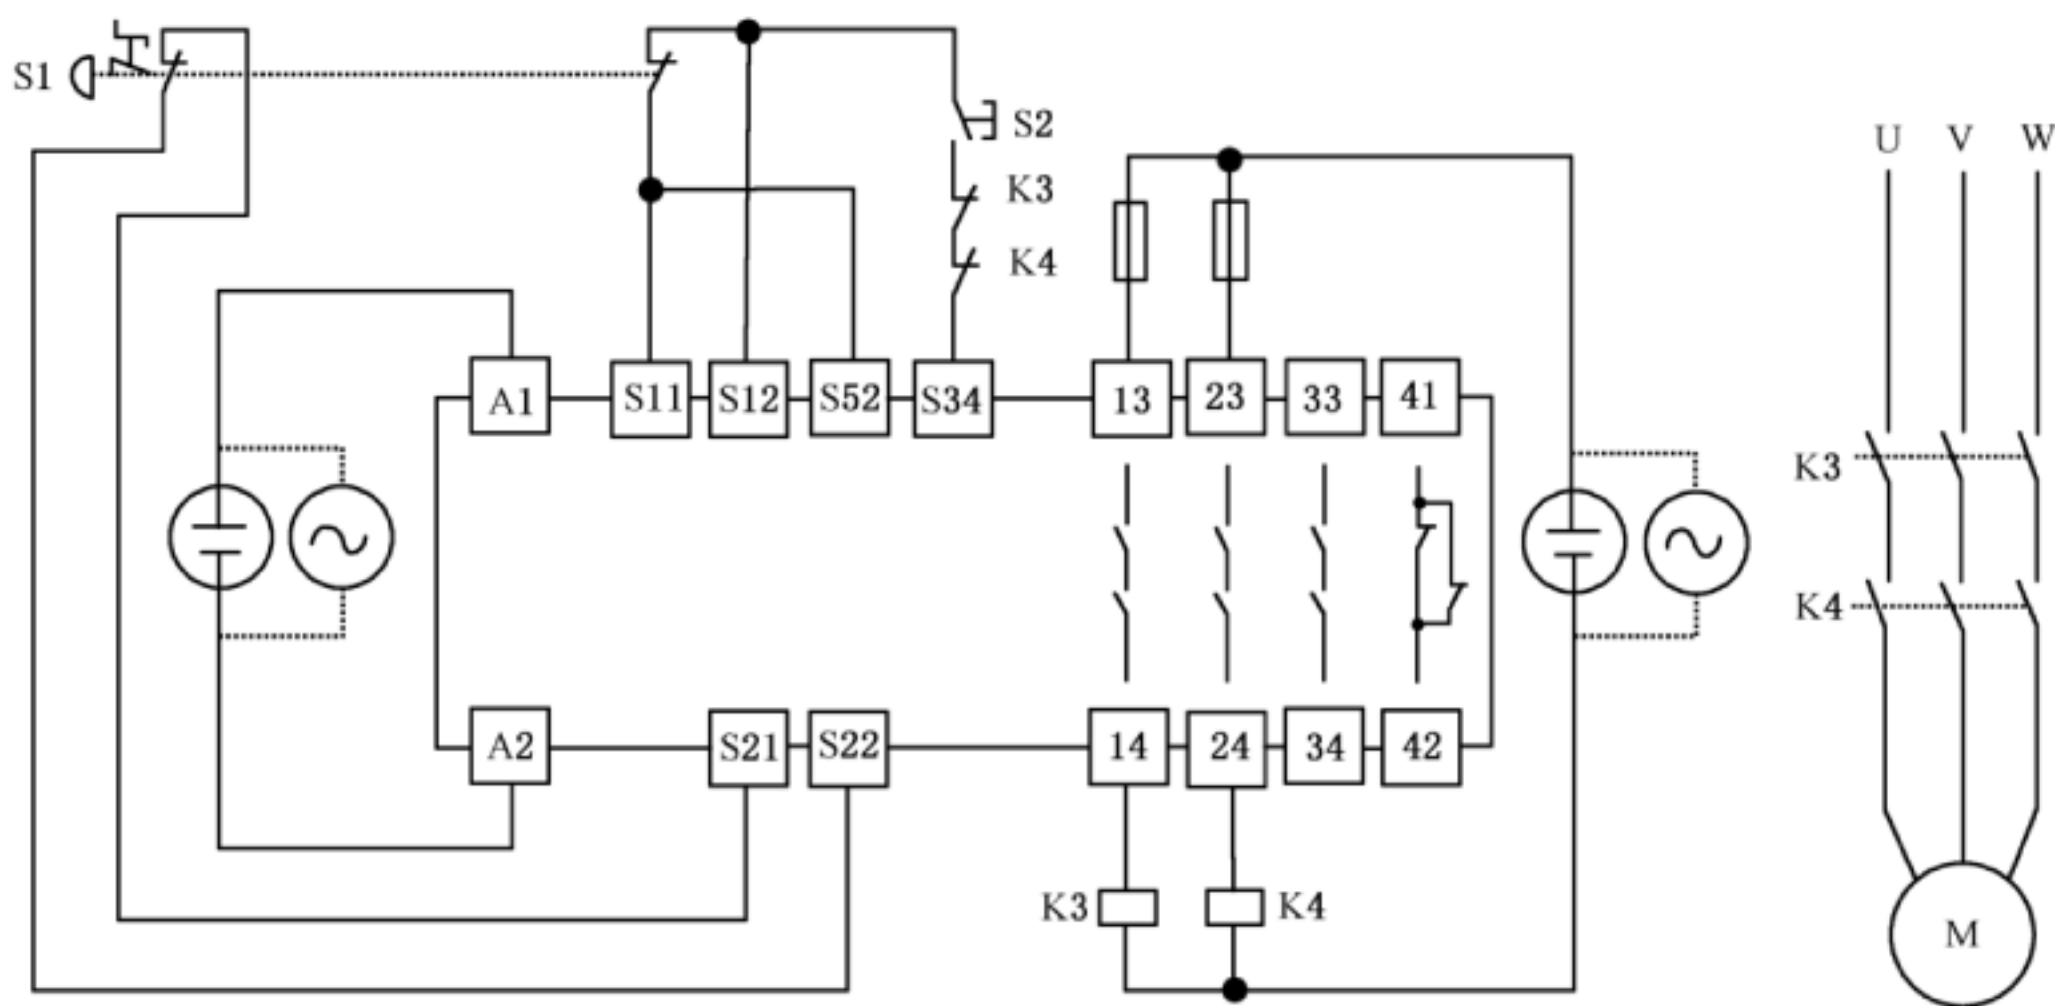 S1
S2
U V W
K3
K4
A1 S11 S12 S52 S34 13 23 33 41
K3
K4
A2 S21 S22 14 24 34 42
K3 K4
M